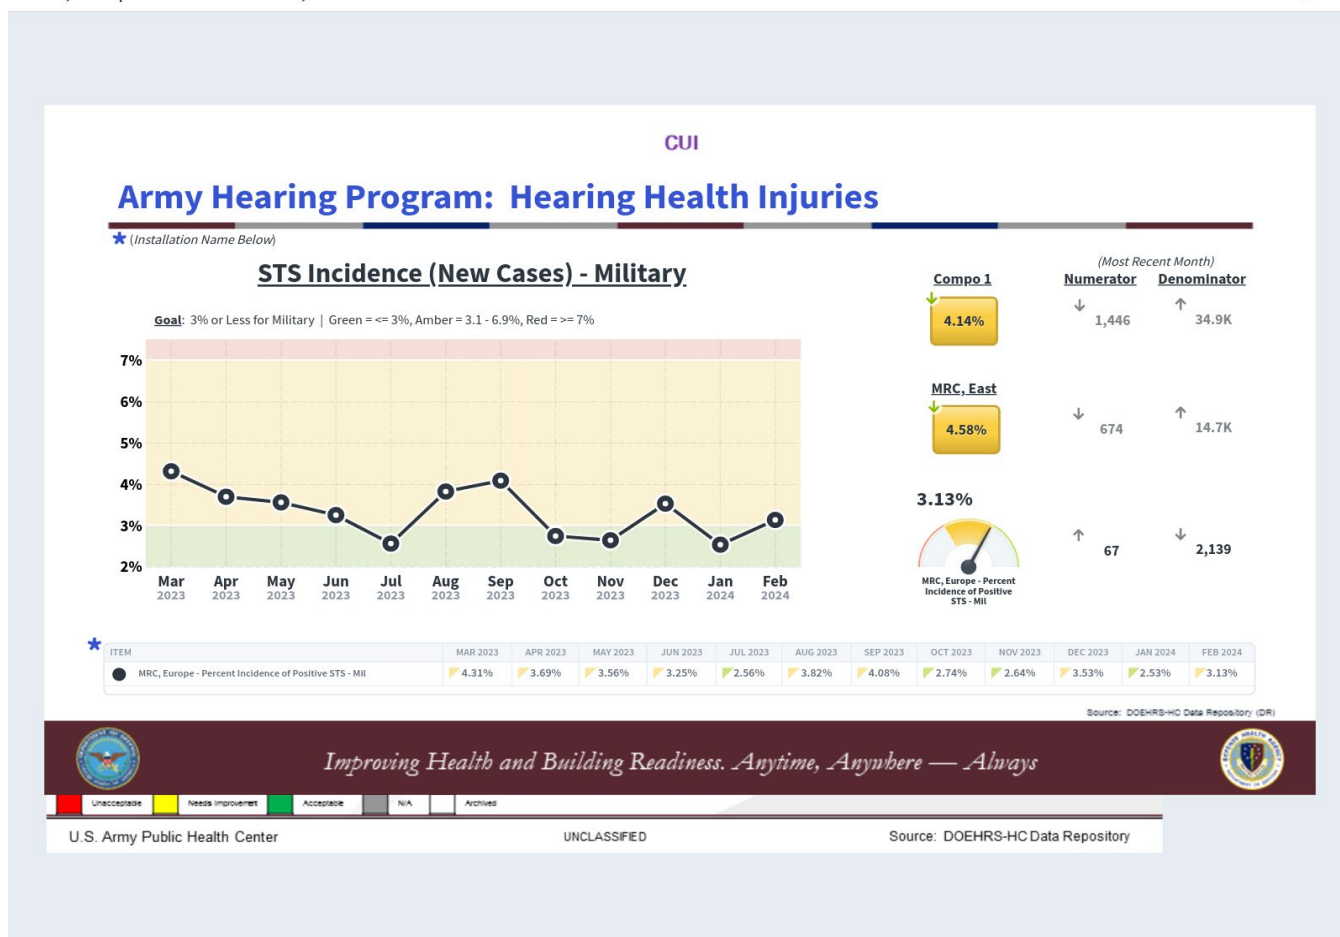 CUI
Army Hearing Program:  Hearing Health Injuries
* (Installation Name Below)
STS Incidence (New Cases) - Military
Goal:  3% or Less for Military  |  Green = <= 3%, Amber = 3.1 - 6.9%, Red = >= 7%
7%
6%
5%
4%
3%
2%
Mar Apr May Jun Jul Aug Sep Oct Nov Dec Jan Feb
2023 2023 2023 2023 2023 2023 2023 2023 2023 2023 2024 2024
(Most Recent Month)
Compo 1 Numerator Denominator
4.14% 1,446 34.9K
MRC, East
4.58% 674 14.7K
3.13%
67 2,139
MRC, Europe - Percent
Incidence of Positive
STS - Mil
*
ITEM MAR 2023 APR 2023 MAY 2023 JUN 2023 JUL 2023 AUG 2023 SEP 2023 OCT 2023 NOV 2023 DEC 2023 JAN 2024 FEB 2024
MRC, Europe - Percent Incidence of Positive STS - Mil 4.31% 3.69% 3.56% 3.25% 2.56% 3.82% 4.08% 2.74% 2.64% 3.53% 2.53% 3.13%
Source:  DOEHRS-HC Data Repository (DR)
Improving Health and Building Readiness. Anytime, Anywhere — Always
Unacceptable Needs Improvement Acceptable N/A Archived
U.S. Army Public Health Center UNCLASSIFIED Source:  DOEHRS-HC Data Repository